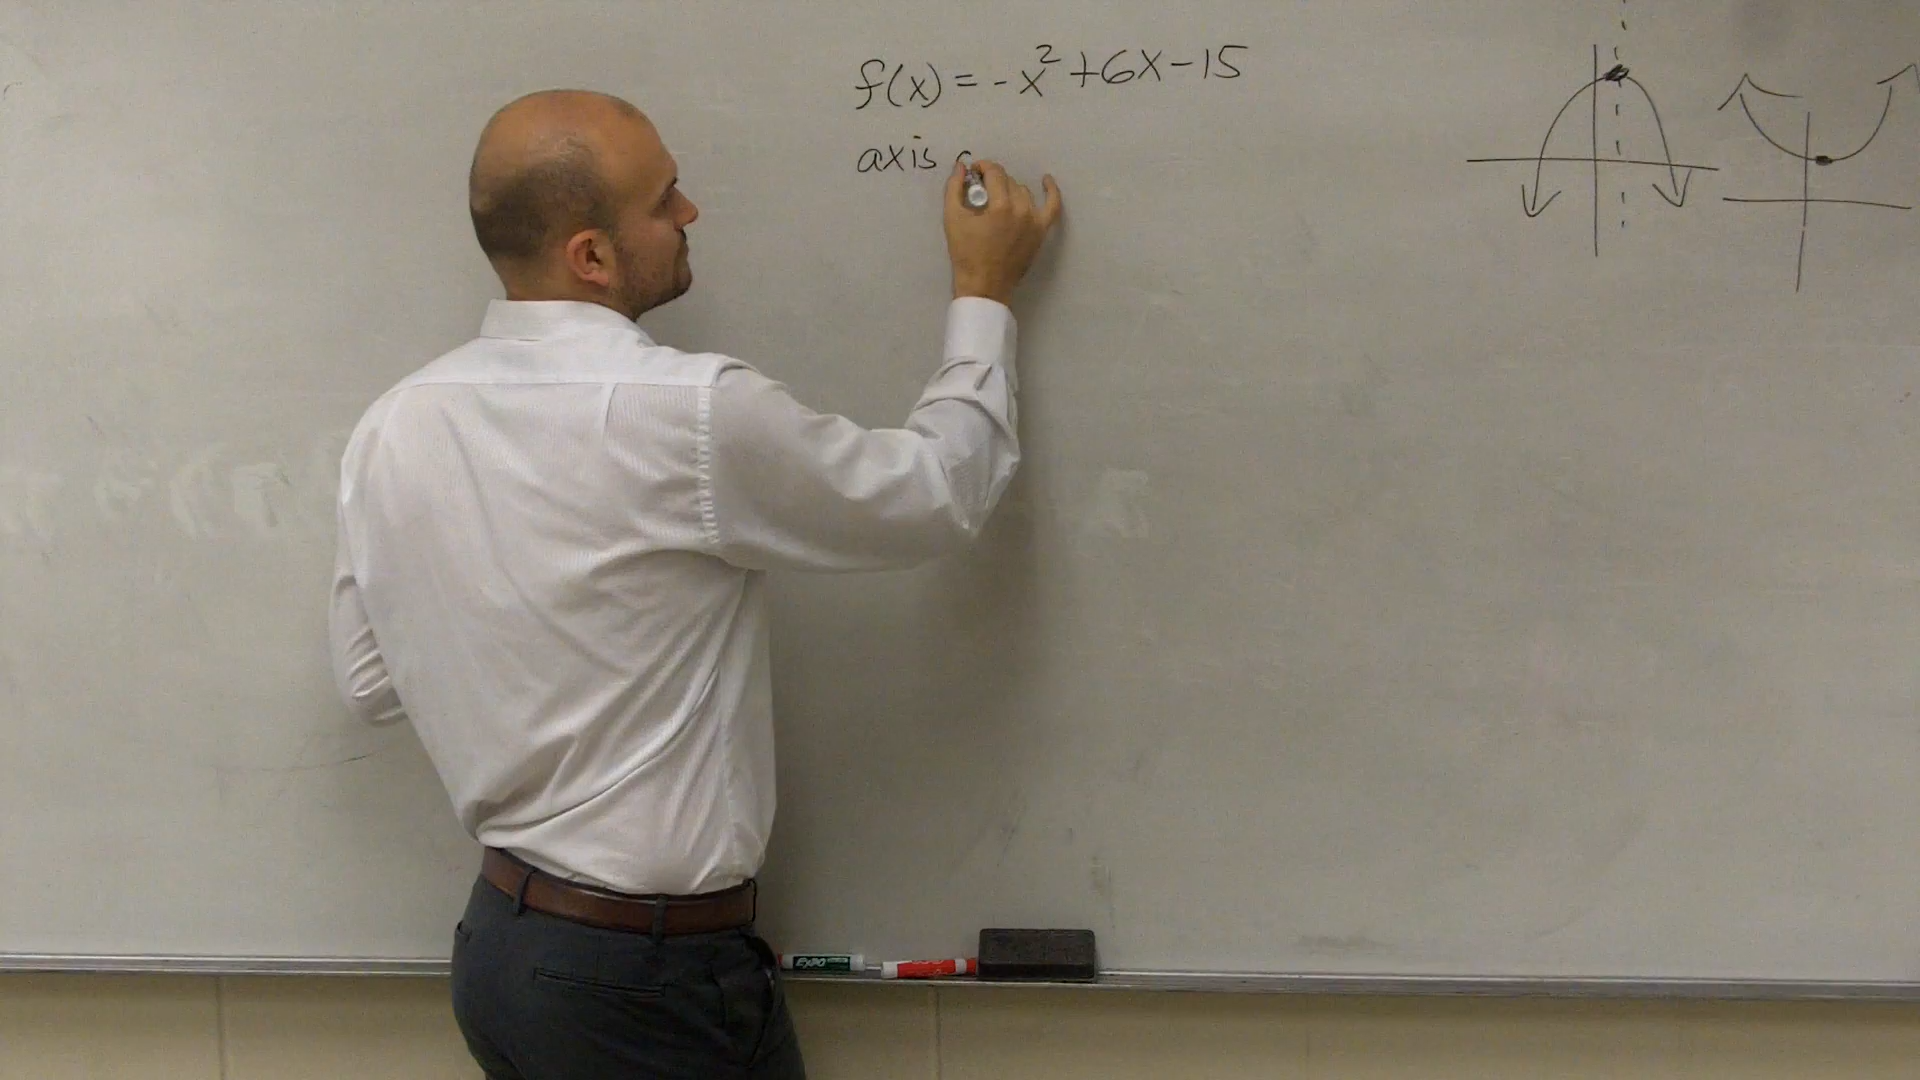 f(x) = -x² + 6x - 15
axis
EXPO